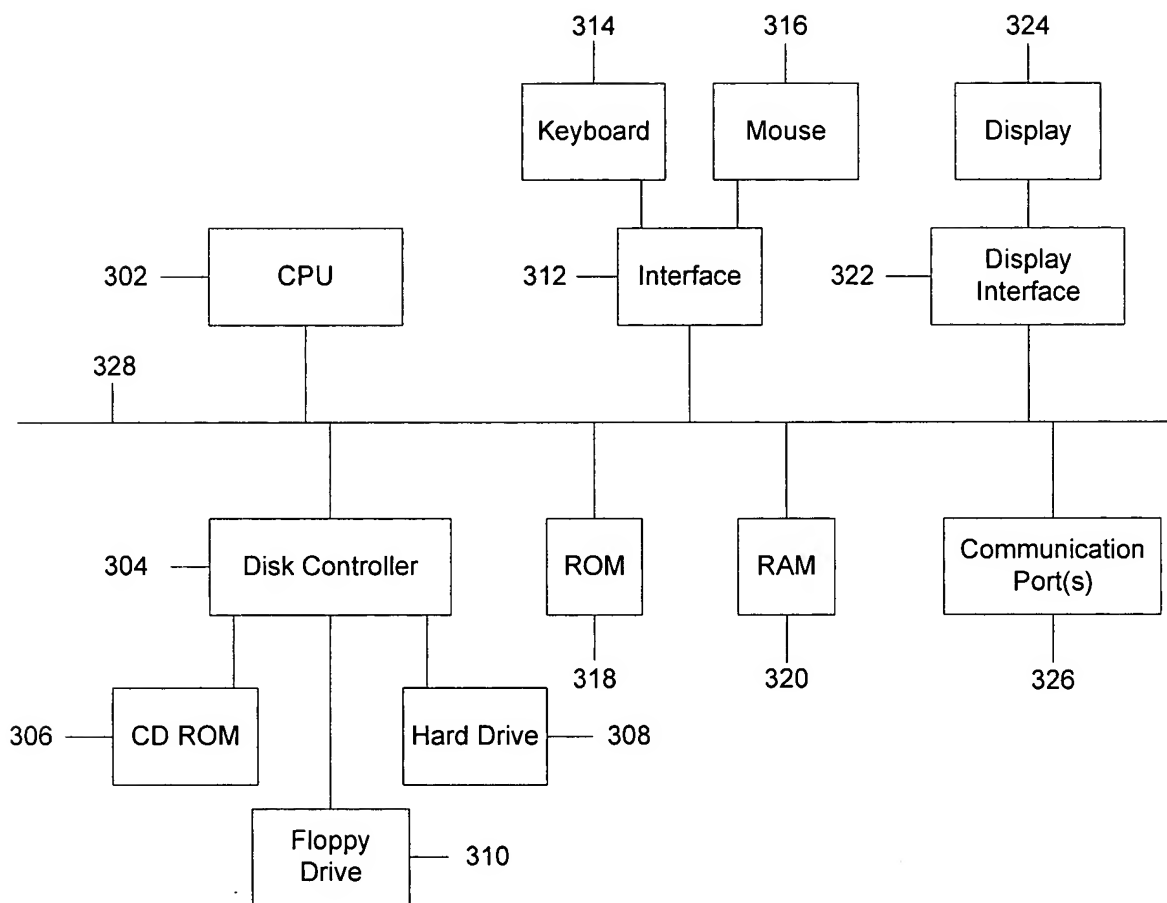 314
316
324
Keyboard
Mouse
Display
302
CPU
312
Interface
322
Display
Interface
328
304
Disk Controller
ROM
RAM
Communication
Port(s)
318
320
326
306
CD ROM
Hard Drive
308
Floppy
Drive
310